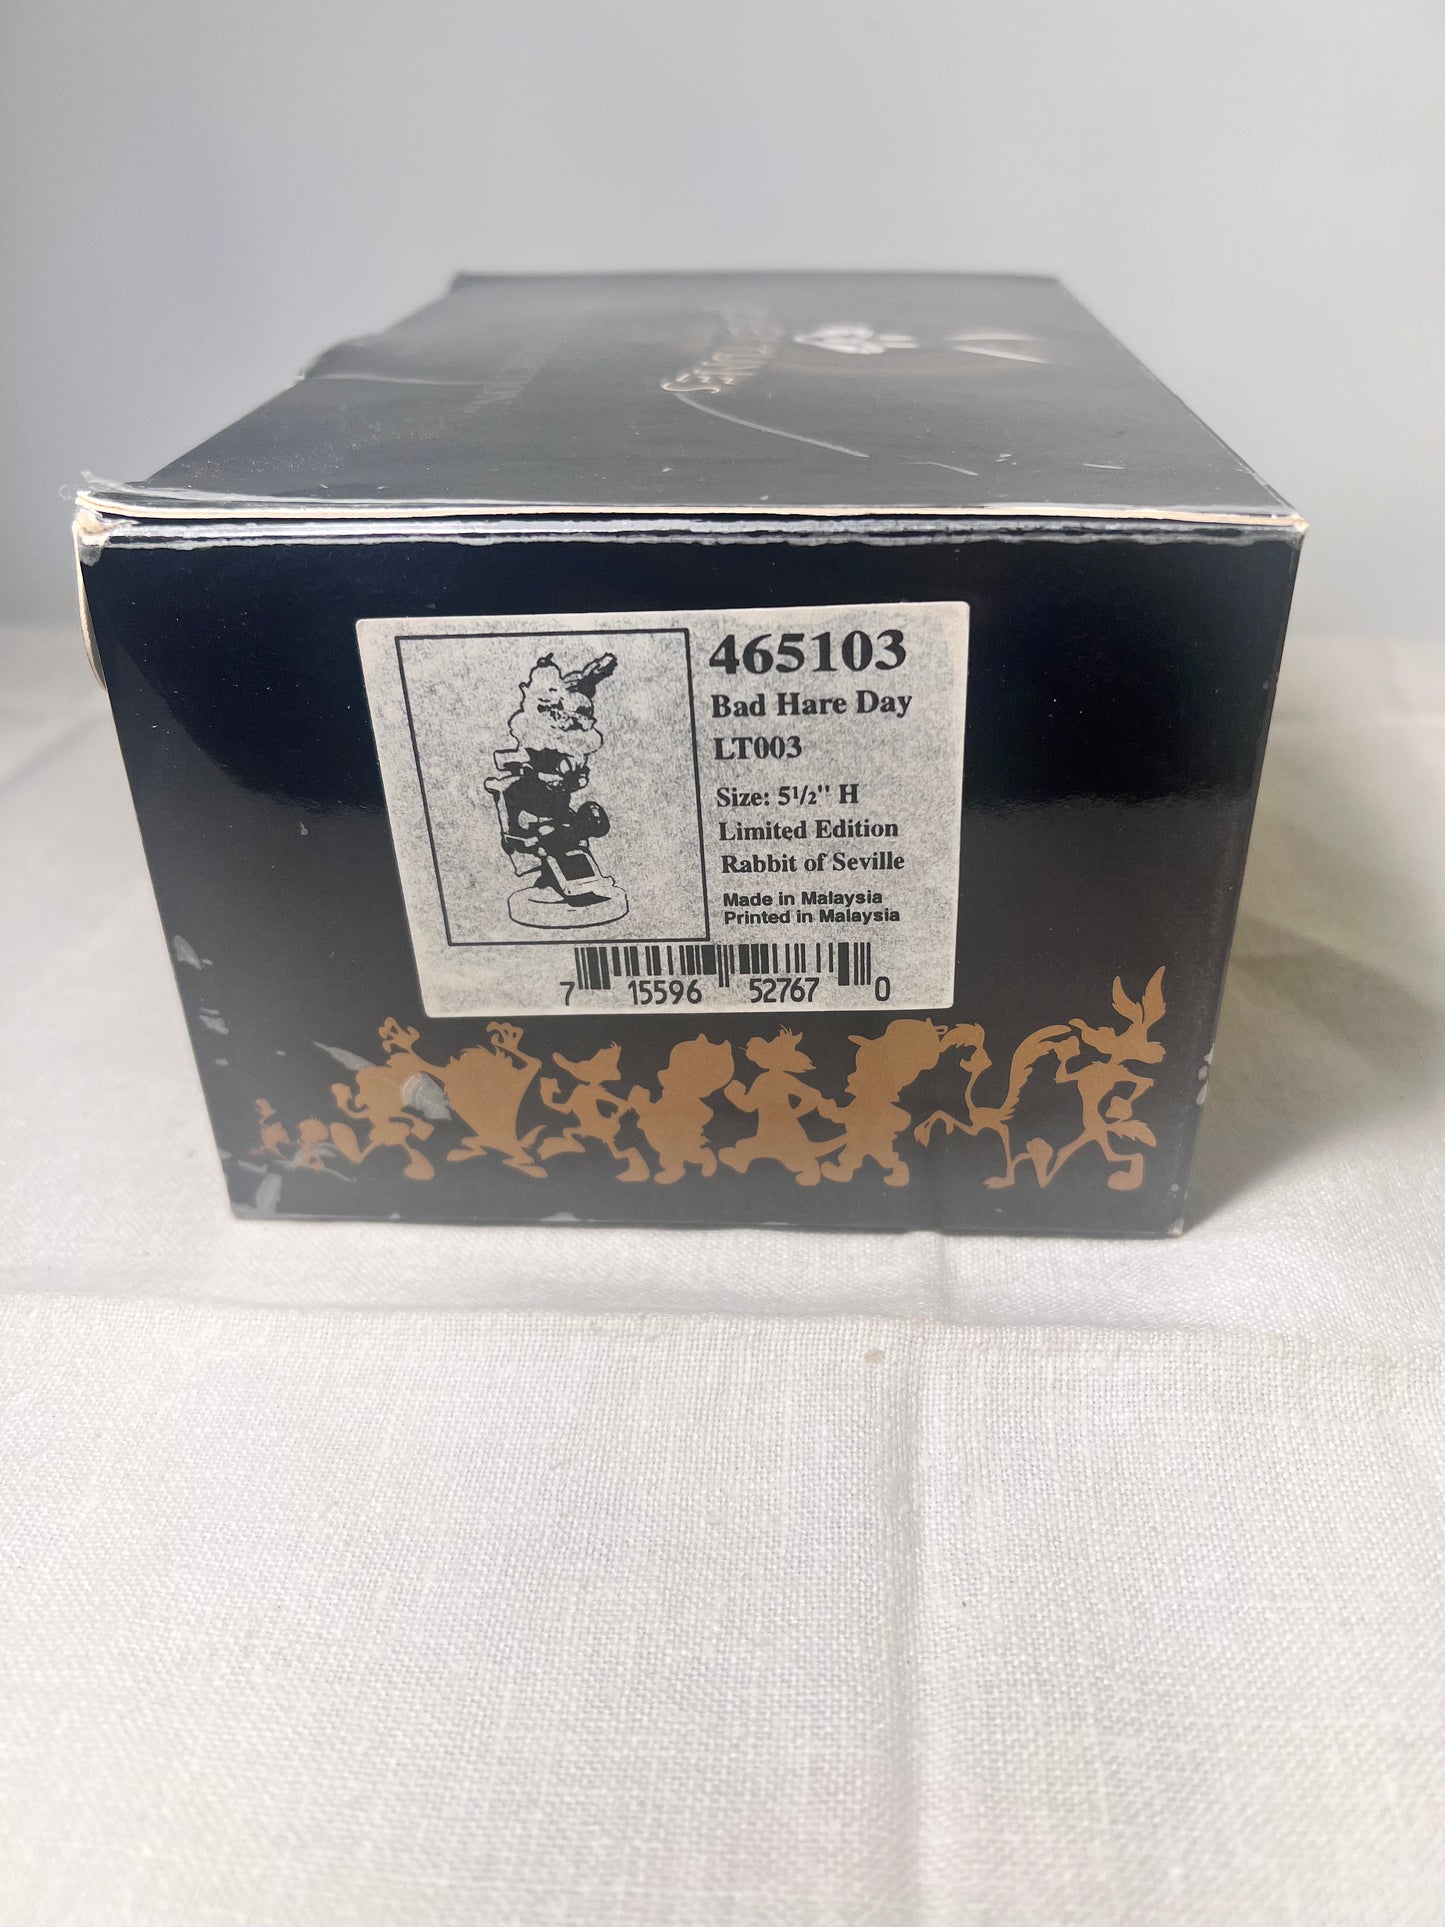 465103
Bad Hare Day
LT003
Size: 5½" H
Limited Edition
Rabbit of Seville
Made in Malaysia
Printed in Malaysia
7 15596 52767 0